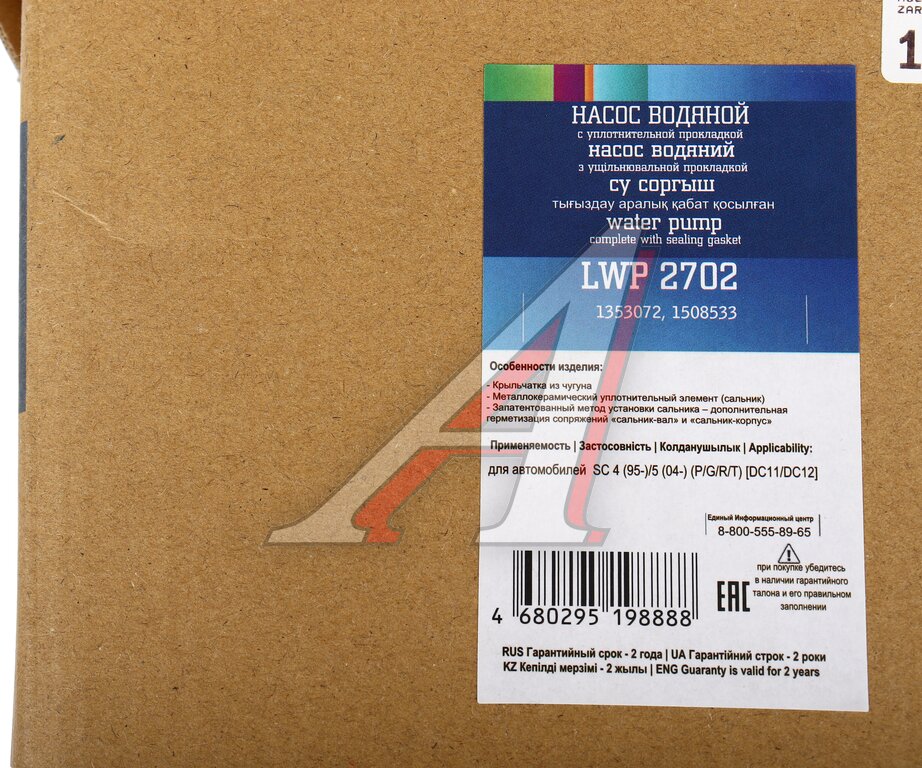 ZAR
1
НАСОС ВОДЯНОЙ
с уплотнительной прокладкой
насос водяний
з ущільнювальной прокладкой
су соргыш
тығыздау аралық қабат қосылған
water pump
complete with sealing gasket
LWP 2702
1353072, 1508533
Особенности изделия:
- Крыльчатка из чугуна
- Металлокерамический уплотнительный элемент (сальник)
- Запатентованный метод установки сальника – дополнительная
герметизация сопряжений «сальник-вал» и «сальник-корпус»
Применяемость | Застосовність | Колданушылык | Applicability:
для автомобилей SC 4 (95-)/5 (04-) (P/G/R/T) [DC11/DC12]
Единый Информационный центр
8-800-555-89-65
при покупке убедитесь
в наличии гарантийного
талона и его правильном
заполнении
EAC
4 680295 198888
RUS Гарантийный срок - 2 года | UA Гарантійний строк - 2 роки
KZ Кепілді мерзімі - 2 жылы | ENG Guaranty is valid for 2 years